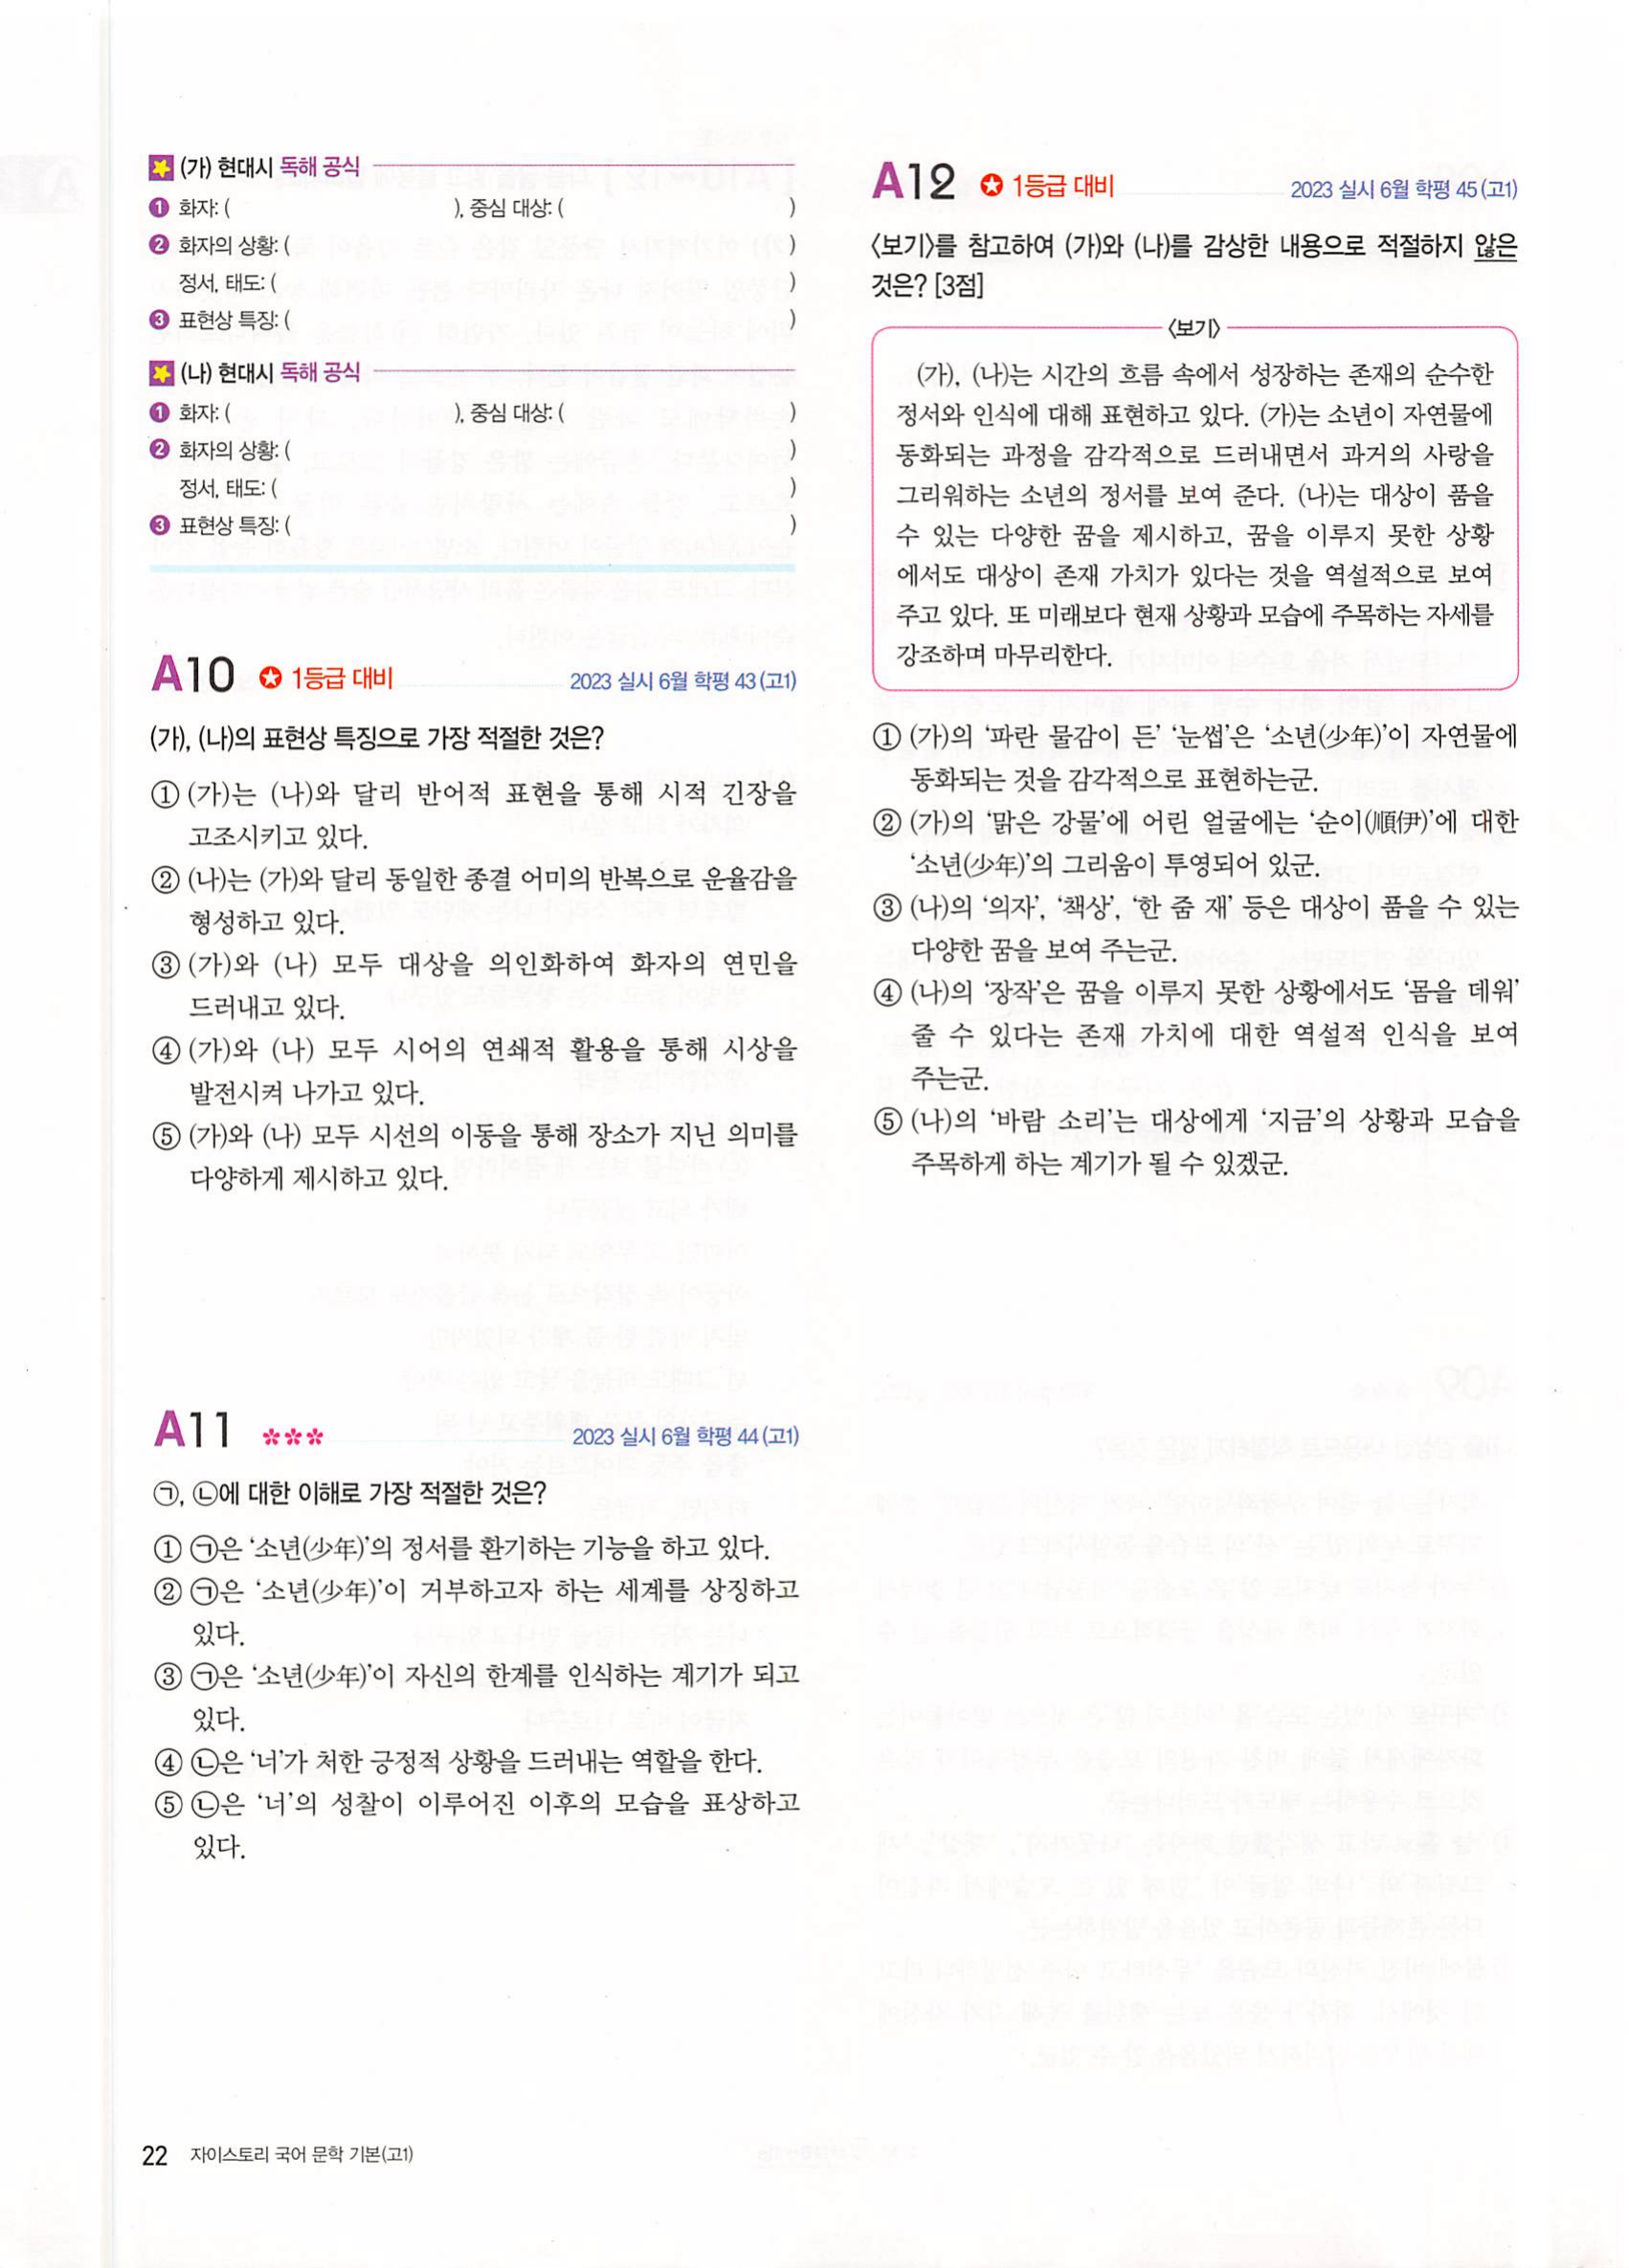 (가) 현대시 독해 공식
❶ 화자: ( ), 중심 대상: ( )
❷ 화자의 상황: ( )
정서, 태도: ( )
❸ 표현상 특징: ( )
(나) 현대시 독해 공식
❶ 화자: ( ), 중심 대상: ( )
❷ 화자의 상황: ( )
정서, 태도: ( )
❸ 표현상 특징: ( )
A10 ✪ 1등급 대비 2023 실시 6월 학평 43 (고1)
(가), (나)의 표현상 특징으로 가장 적절한 것은?
① (가)는 (나)와 달리 반어적 표현을 통해 시적 긴장을
고조시키고 있다.
② (나)는 (가)와 달리 동일한 종결 어미의 반복으로 운율감을
형성하고 있다.
③ (가)와 (나) 모두 대상을 의인화하여 화자의 연민을
드러내고 있다.
④ (가)와 (나) 모두 시어의 연쇄적 활용을 통해 시상을
발전시켜 나가고 있다.
⑤ (가)와 (나) 모두 시선의 이동을 통해 장소가 지닌 의미를
다양하게 제시하고 있다.
A11 *** 2023 실시 6월 학평 44 (고1)
㉠, ㉡에 대한 이해로 가장 적절한 것은?
① ㉠은 ‘소년(少年)’의 정서를 환기하는 기능을 하고 있다.
② ㉠은 ‘소년(少年)’이 거부하고자 하는 세계를 상징하고
있다.
③ ㉠은 ‘소년(少年)’이 자신의 한계를 인식하는 계기가 되고
있다.
④ ㉡은 ‘너’가 처한 긍정적 상황을 드러내는 역할을 한다.
⑤ ㉡은 ‘너’의 성찰이 이루어진 이후의 모습을 표상하고
있다.
A12 ✪ 1등급 대비 2023 실시 6월 학평 45 (고1)
〈보기〉를 참고하여 (가)와 (나)를 감상한 내용으로 적절하지 않은
것은? [3점]
〈보기〉
(가), (나)는 시간의 흐름 속에서 성장하는 존재의 순수한
정서와 인식에 대해 표현하고 있다. (가)는 소년이 자연물에
동화되는 과정을 감각적으로 드러내면서 과거의 사랑을
그리워하는 소년의 정서를 보여 준다. (나)는 대상이 품을
수 있는 다양한 꿈을 제시하고, 꿈을 이루지 못한 상황
에서도 대상이 존재 가치가 있다는 것을 역설적으로 보여
주고 있다. 또 미래보다 현재 상황과 모습에 주목하는 자세를
강조하며 마무리한다.
① (가)의 ‘파란 물감이 든’ ‘눈썹’은 ‘소년(少年)’이 자연물에
동화되는 것을 감각적으로 표현하는군.
② (가)의 ‘맑은 강물’에 어린 얼굴에는 ‘순이(順伊)’에 대한
‘소년(少年)’의 그리움이 투영되어 있군.
③ (나)의 ‘의자’, ‘책상’, ‘한 줌 재’ 등은 대상이 품을 수 있는
다양한 꿈을 보여 주는군.
④ (나)의 ‘장작’은 꿈을 이루지 못한 상황에서도 ‘몸을 데워’
줄 수 있다는 존재 가치에 대한 역설적 인식을 보여
주는군.
⑤ (나)의 ‘바람 소리’는 대상에게 ‘지금’의 상황과 모습을
주목하게 하는 계기가 될 수 있겠군.
22 자이스토리 국어 문학 기본(고1)